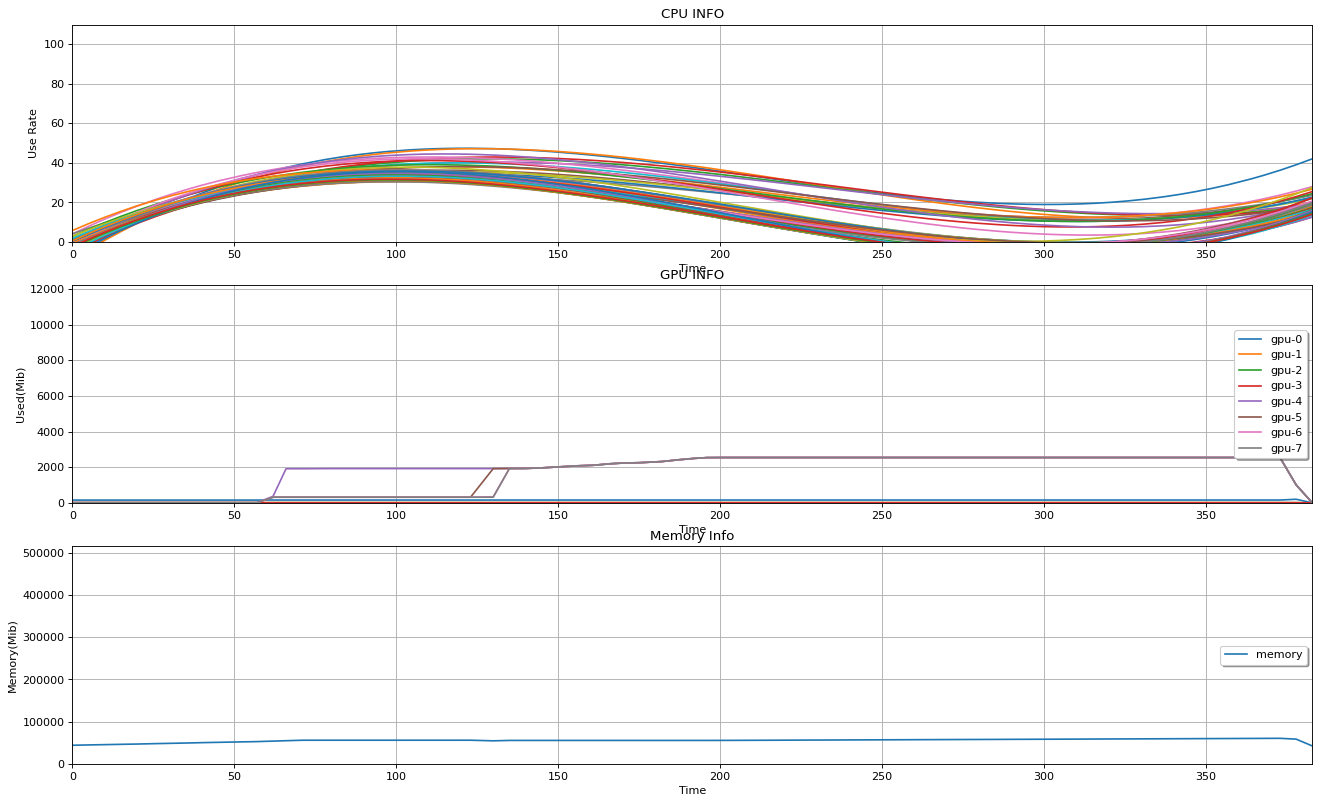 CPU INFO
100
80
60
40
20
0
Use Rate
0 50 100 150 200 250 300 350
Time
GPU INFO
12000
10000
8000
6000
4000
2000
0
Used(Mib)
gpu-0
gpu-1
gpu-2
gpu-3
gpu-4
gpu-5
gpu-6
gpu-7
0 50 100 150 200 250 300 350
Time
Memory Info
500000
400000
300000
200000
100000
0
Memory(Mib)
memory
0 50 100 150 200 250 300 350
Time